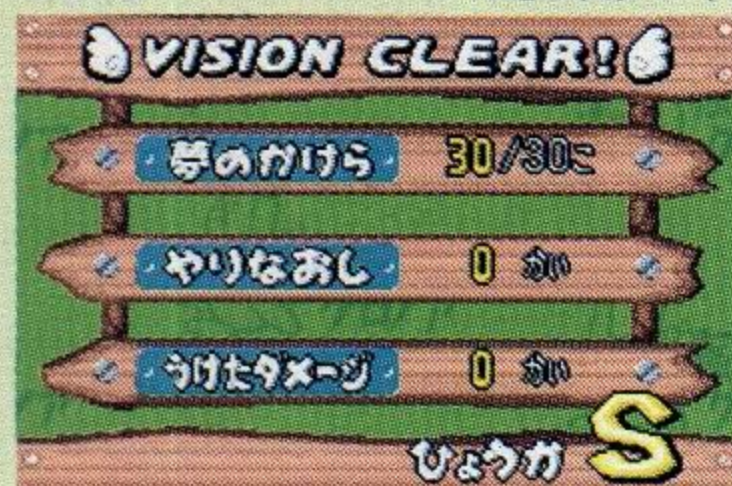 VISION CLEAR!
夢のかけら 30/30こ
やりなおし 0 かい
うけたダメージ 0 かい
ひょうか S